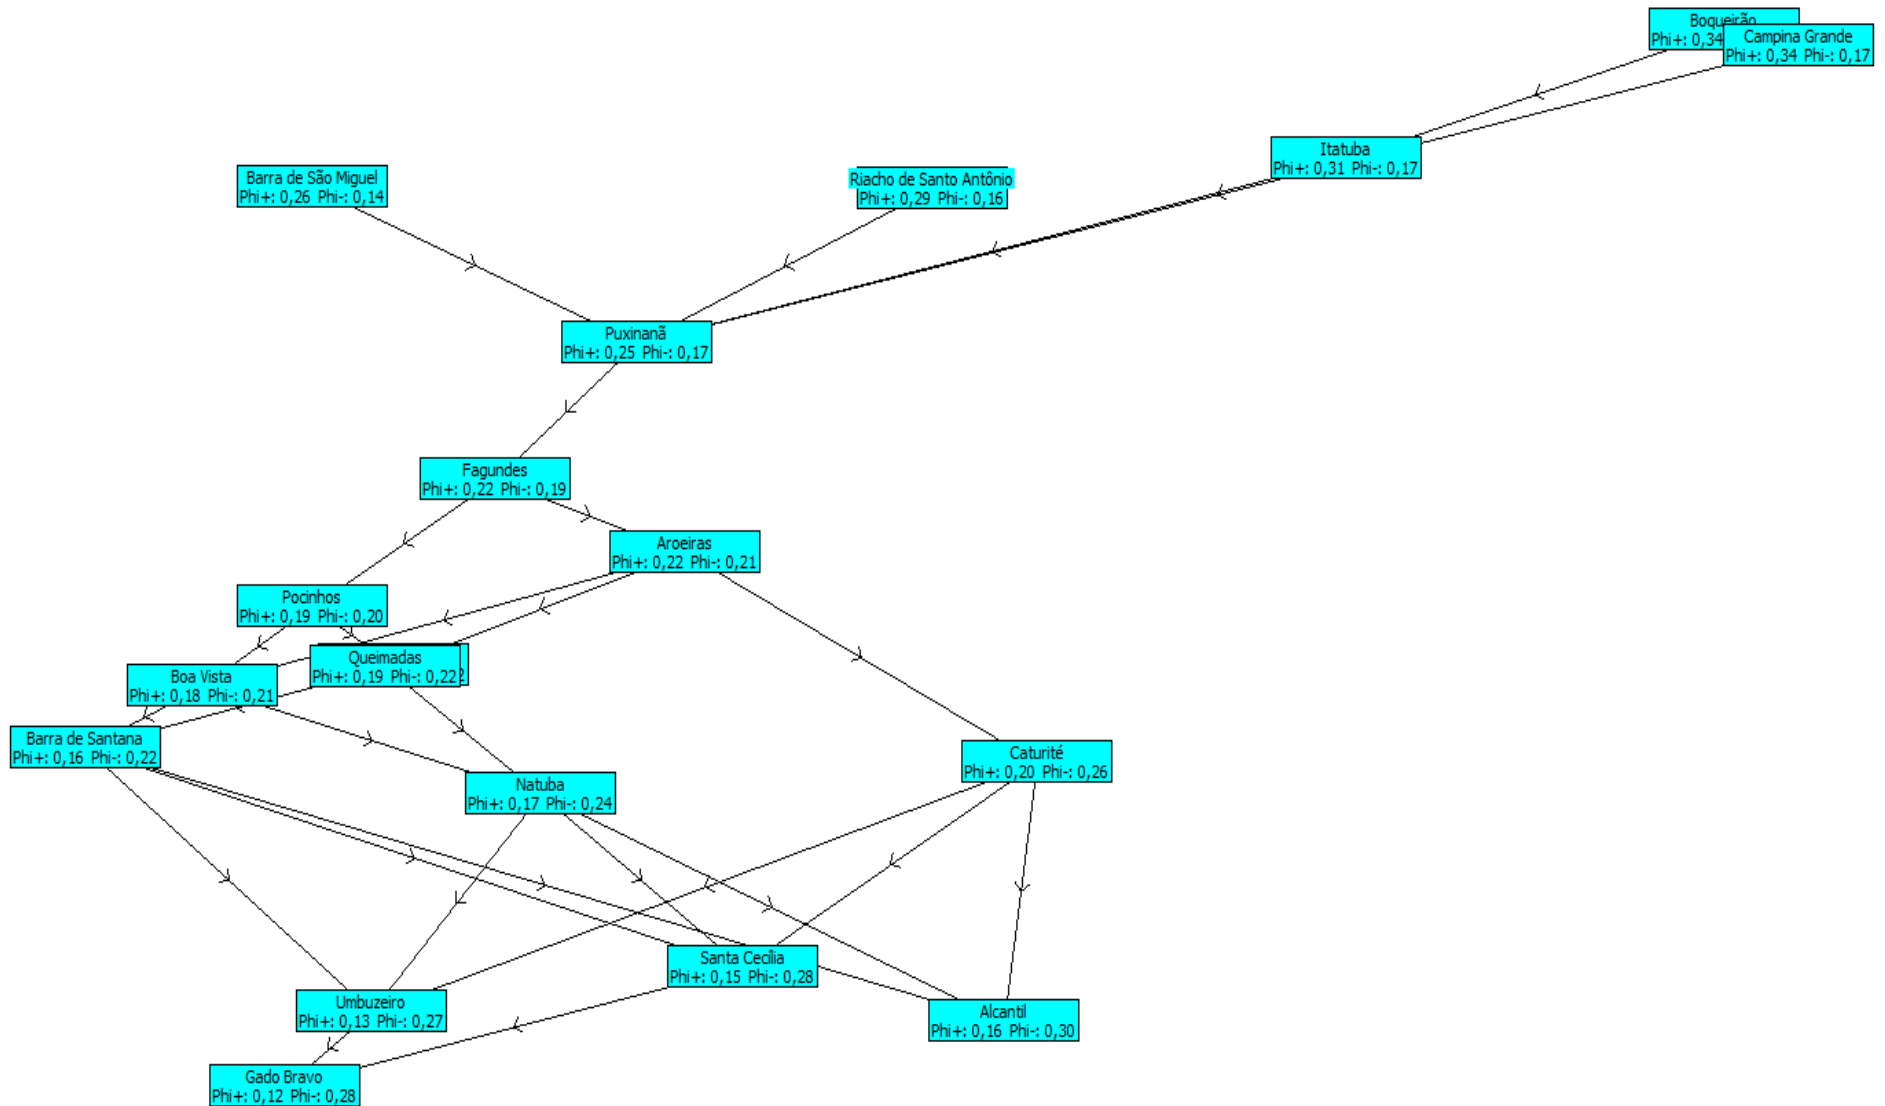 Boqueirão
Phi+: 0,34
Campina Grande
Phi+: 0,34 Phi-: 0,17
Itatuba
Phi+: 0,31 Phi-: 0,17
Barra de São Miguel
Phi+: 0,26 Phi-: 0,14
Riacho de Santo Antônio
Phi+: 0,29 Phi-: 0,16
Puxinanã
Phi+: 0,25 Phi-: 0,17
Fagundes
Phi+: 0,22 Phi-: 0,19
Aroeiras
Phi+: 0,22 Phi-: 0,21
Pocinhos
Phi+: 0,19 Phi-: 0,20
Queimadas
Phi+: 0,19 Phi-: 0,22
Boa Vista
Phi+: 0,18 Phi-: 0,21
Barra de Santana
Phi+: 0,16 Phi-: 0,22
Caturité
Phi+: 0,20 Phi-: 0,26
Natuba
Phi+: 0,17 Phi-: 0,24
Santa Cecília
Phi+: 0,15 Phi-: 0,28
Umbuzeiro
Phi+: 0,13 Phi-: 0,27
Alcantil
Phi+: 0,16 Phi-: 0,30
Gado Bravo
Phi+: 0,12 Phi-: 0,28